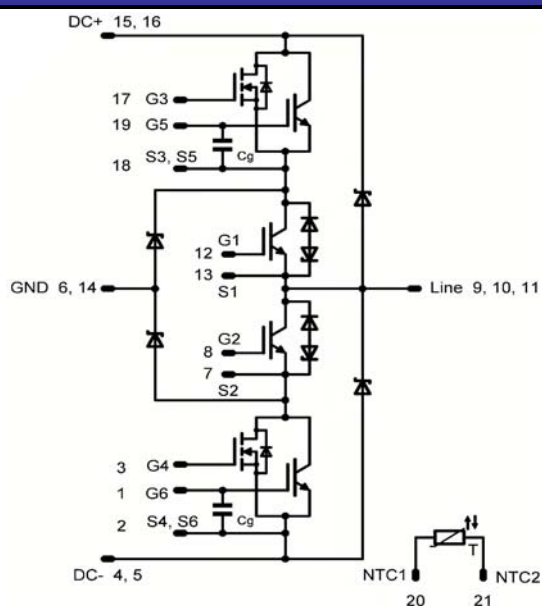 DC+ 15, 16
17 G3
19 G5
Cg
18 S3, S5
G1
12
13
S1
GND 6, 14
Line 9, 10, 11
G2
8
7
S2
3 G4
1 G6
Cg
2 S4, S6
DC- 4, 5
T
NTC1 NTC2
20 21